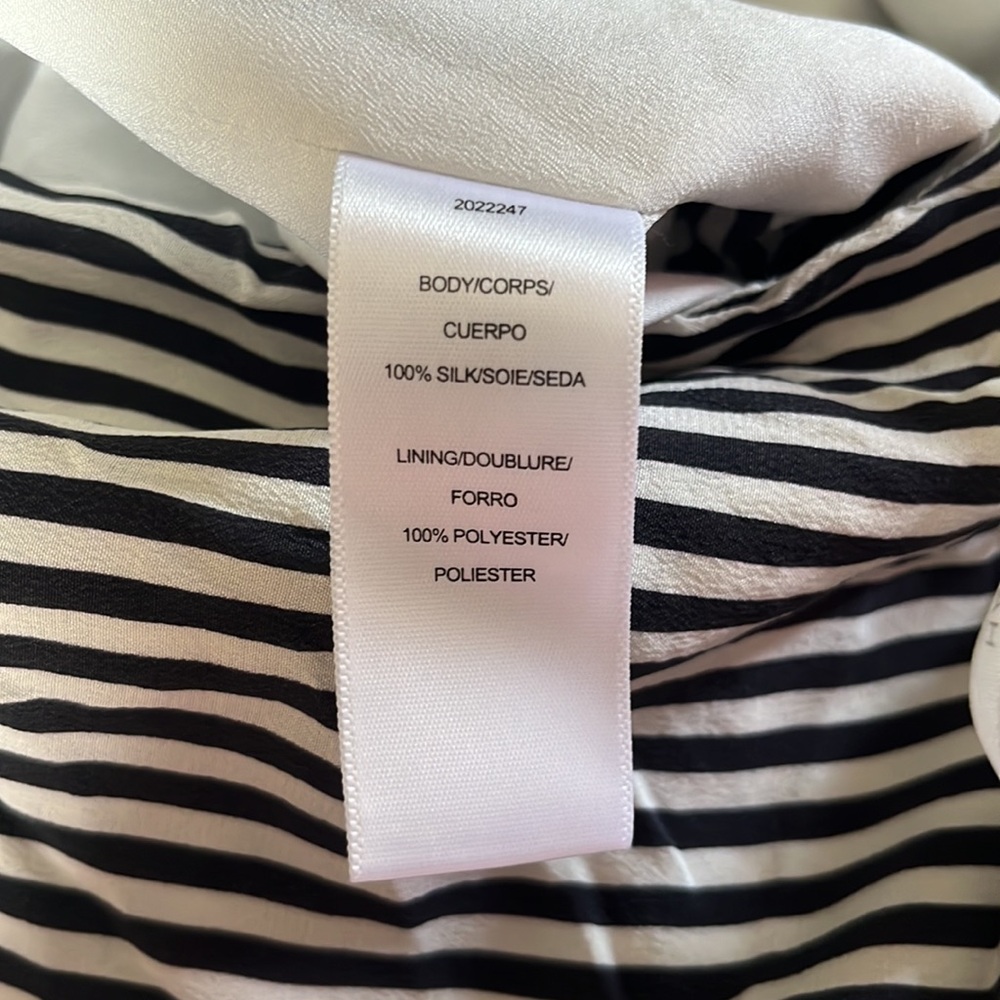 2022247
BODY/CORPS/
CUERPO
100% SILK/SOIE/SEDA
LINING/DOUBLURE/
FORRO
100% POLYESTER/
POLIESTER